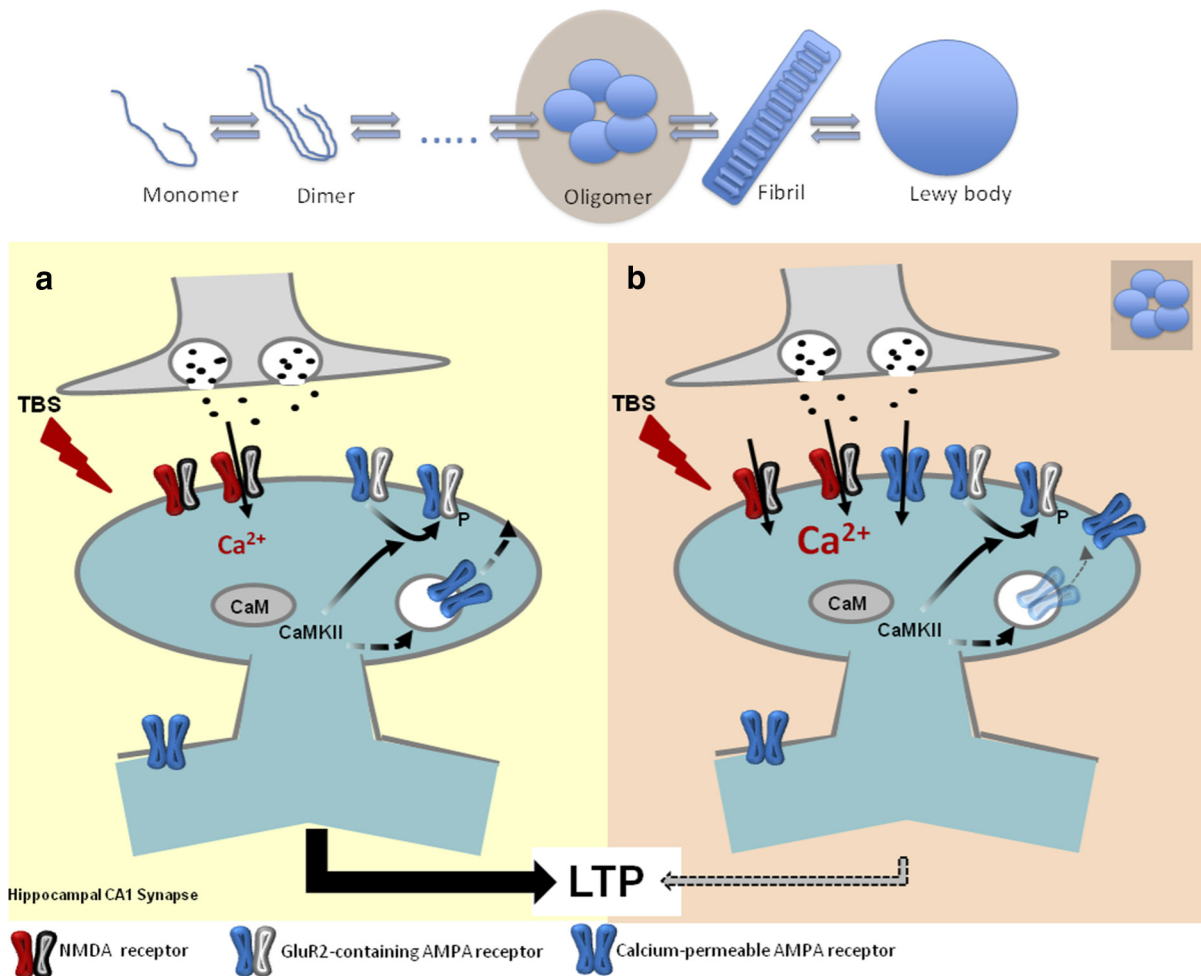 Monomer
Dimer
.....
Oligomer
Fibril
Lewy body
a
TBS
Ca²⁺
CaM
CaMKII
P
b
TBS
Ca²⁺
CaM
CaMKII
P
LTP
Hippocampal CA1 Synapse
NMDA receptor
GluR2-containing AMPA receptor
Calcium-permeable AMPA receptor